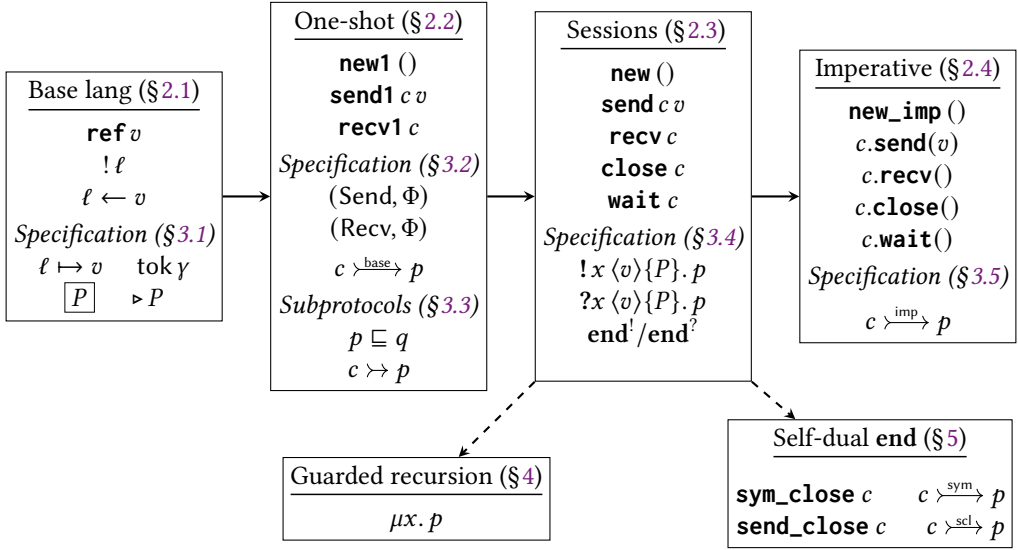 Base lang (§2.1)
ref v
! ℓ
ℓ ← v
Specification (§3.1)
ℓ ↦ v    tok γ
P    ▹ P
One-shot (§2.2)
new1 ()
send1 c v
recv1 c
Specification (§3.2)
(Send, Φ)
(Recv, Φ)
c ↣^base p
Subprotocols (§3.3)
p ⊑ q
c ↣ p
Sessions (§2.3)
new ()
send c v
recv c
close c
wait c
Specification (§3.4)
! x ⟨v⟩{P}. p
?x ⟨v⟩{P}. p
end^!/end^?
Imperative (§2.4)
new_imp ()
c.send(v)
c.recv()
c.close()
c.wait()
Specification (§3.5)
c ↣^imp p
Guarded recursion (§4)
μx. p
Self-dual end (§5)
sym_close c    c ↣^sym p
send_close c    c ↣^scl p